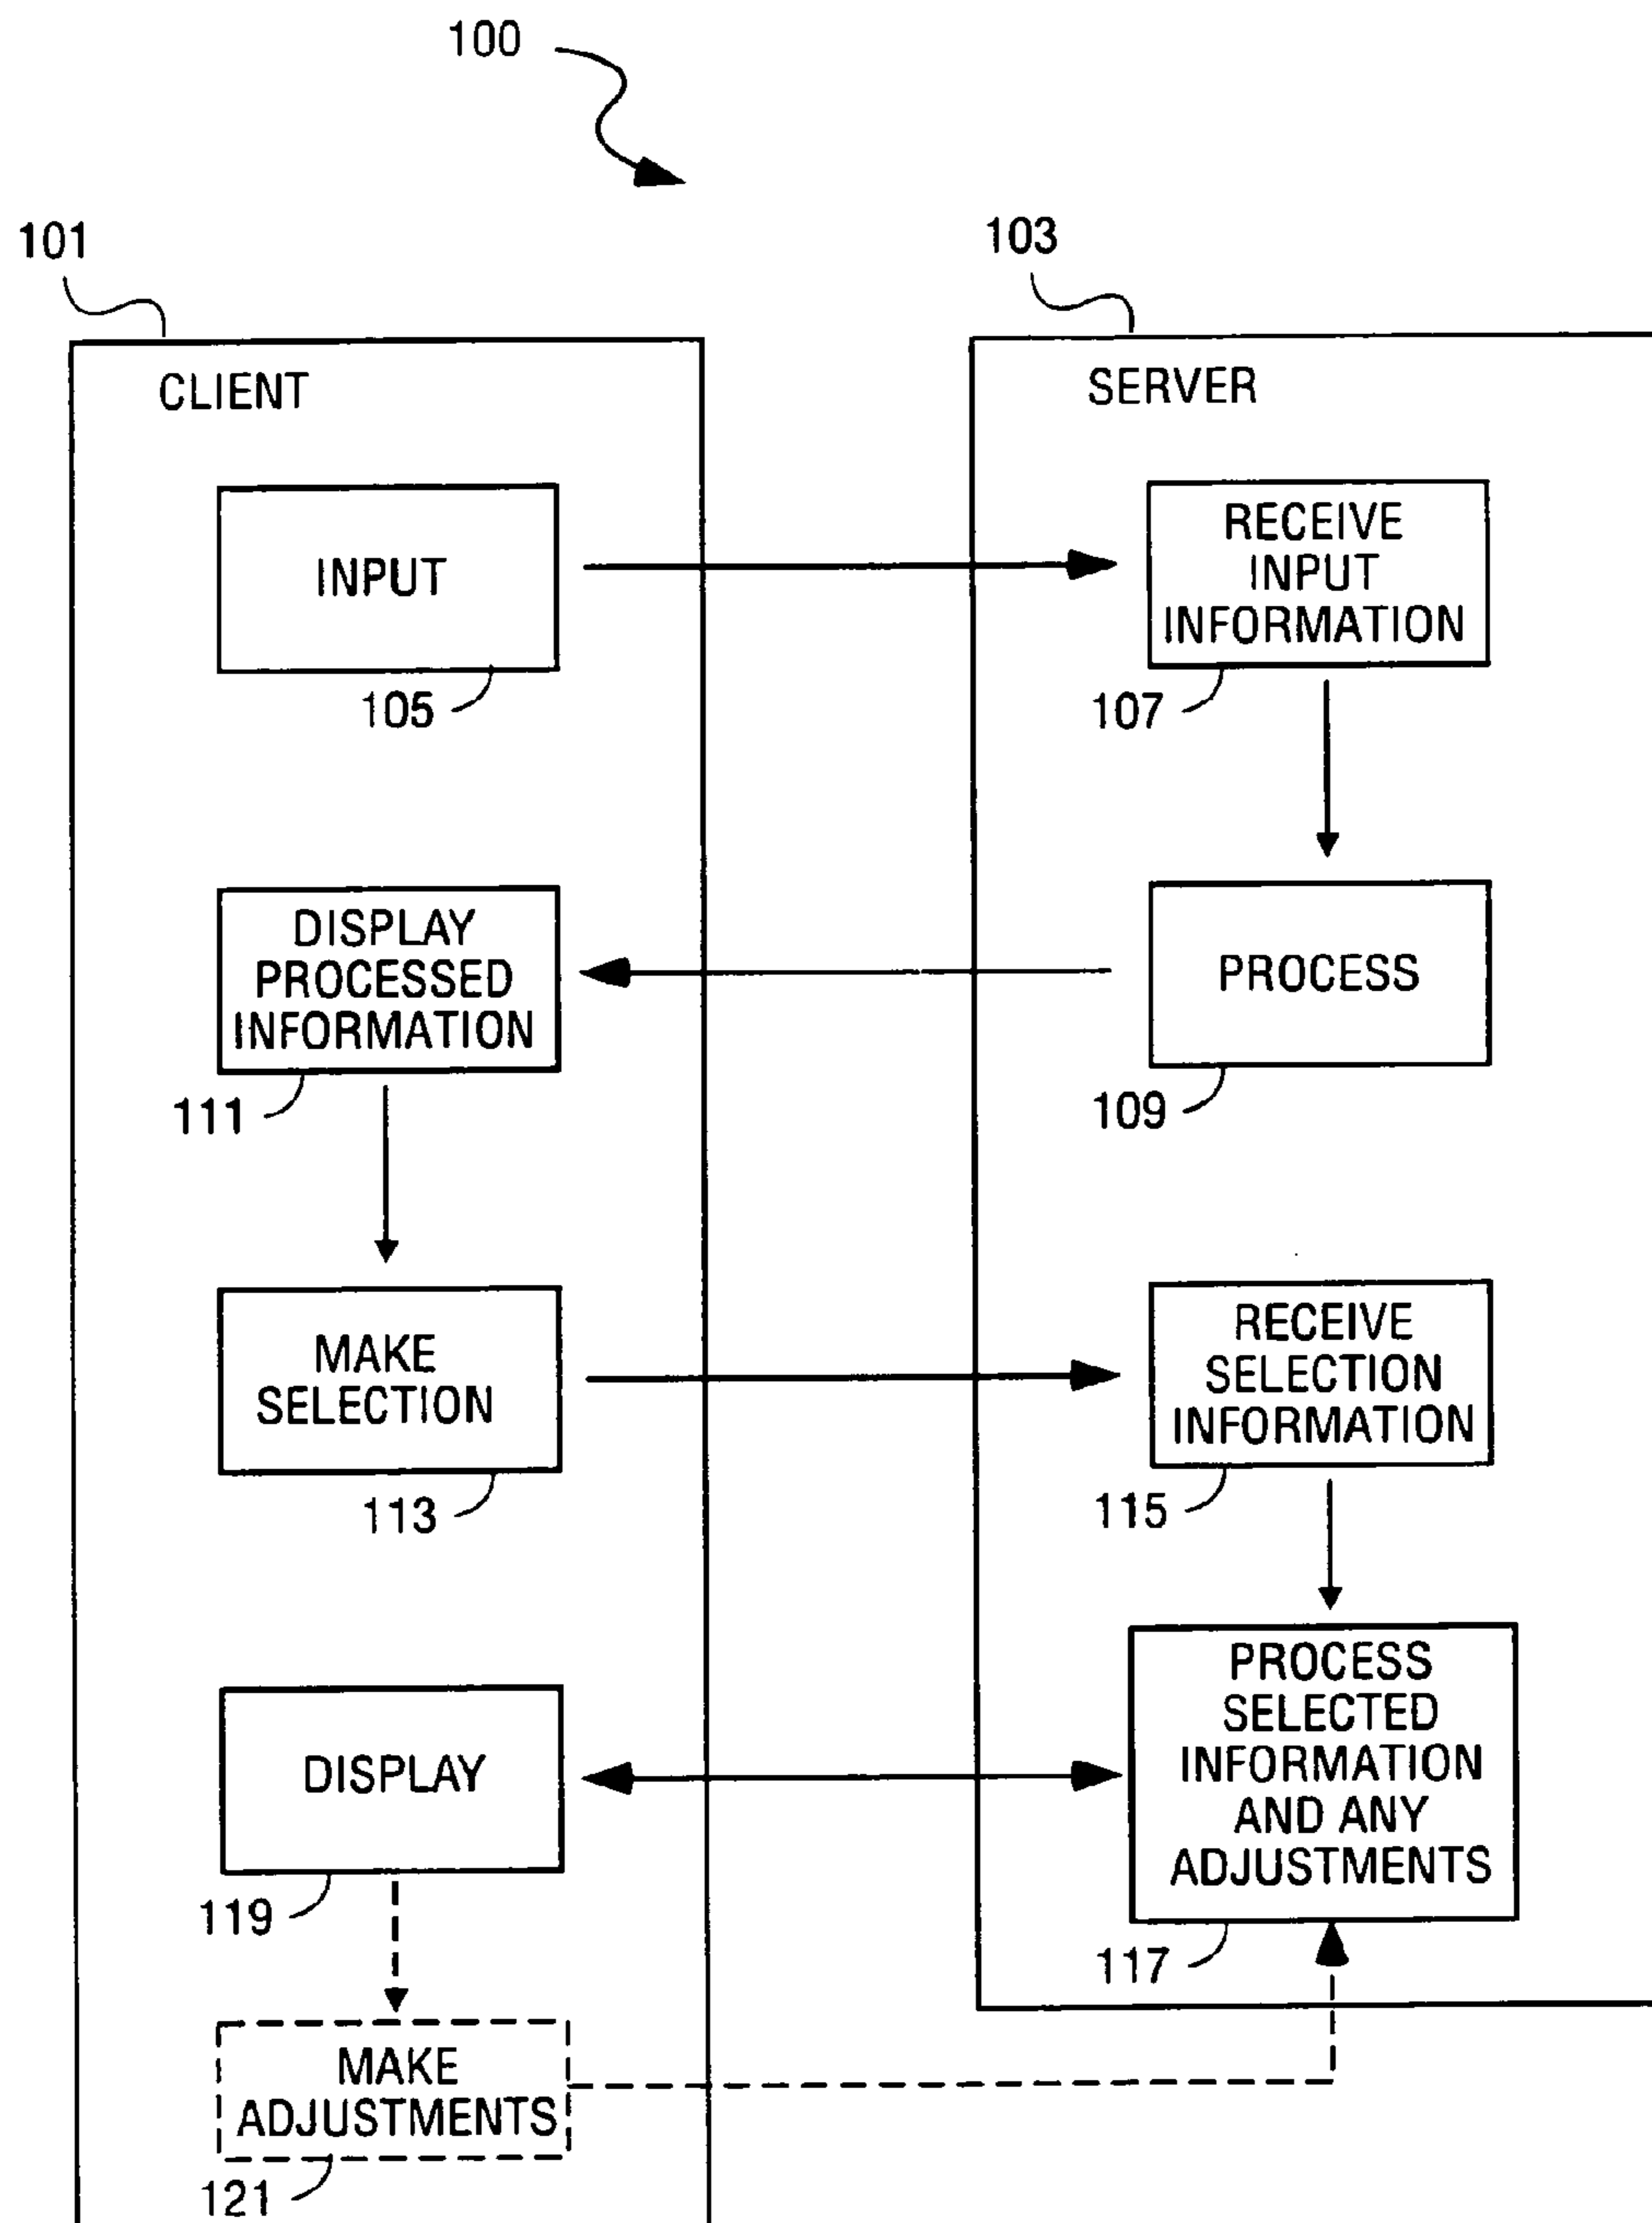 100
101
103
CLIENT
SERVER
INPUT
105
RECEIVE
INPUT
INFORMATION
107
DISPLAY
PROCESSED
INFORMATION
111
PROCESS
109
MAKE
SELECTION
113
RECEIVE
SELECTION
INFORMATION
115
DISPLAY
119
PROCESS
SELECTED
INFORMATION
AND ANY
ADJUSTMENTS
117
MAKE
ADJUSTMENTS
121